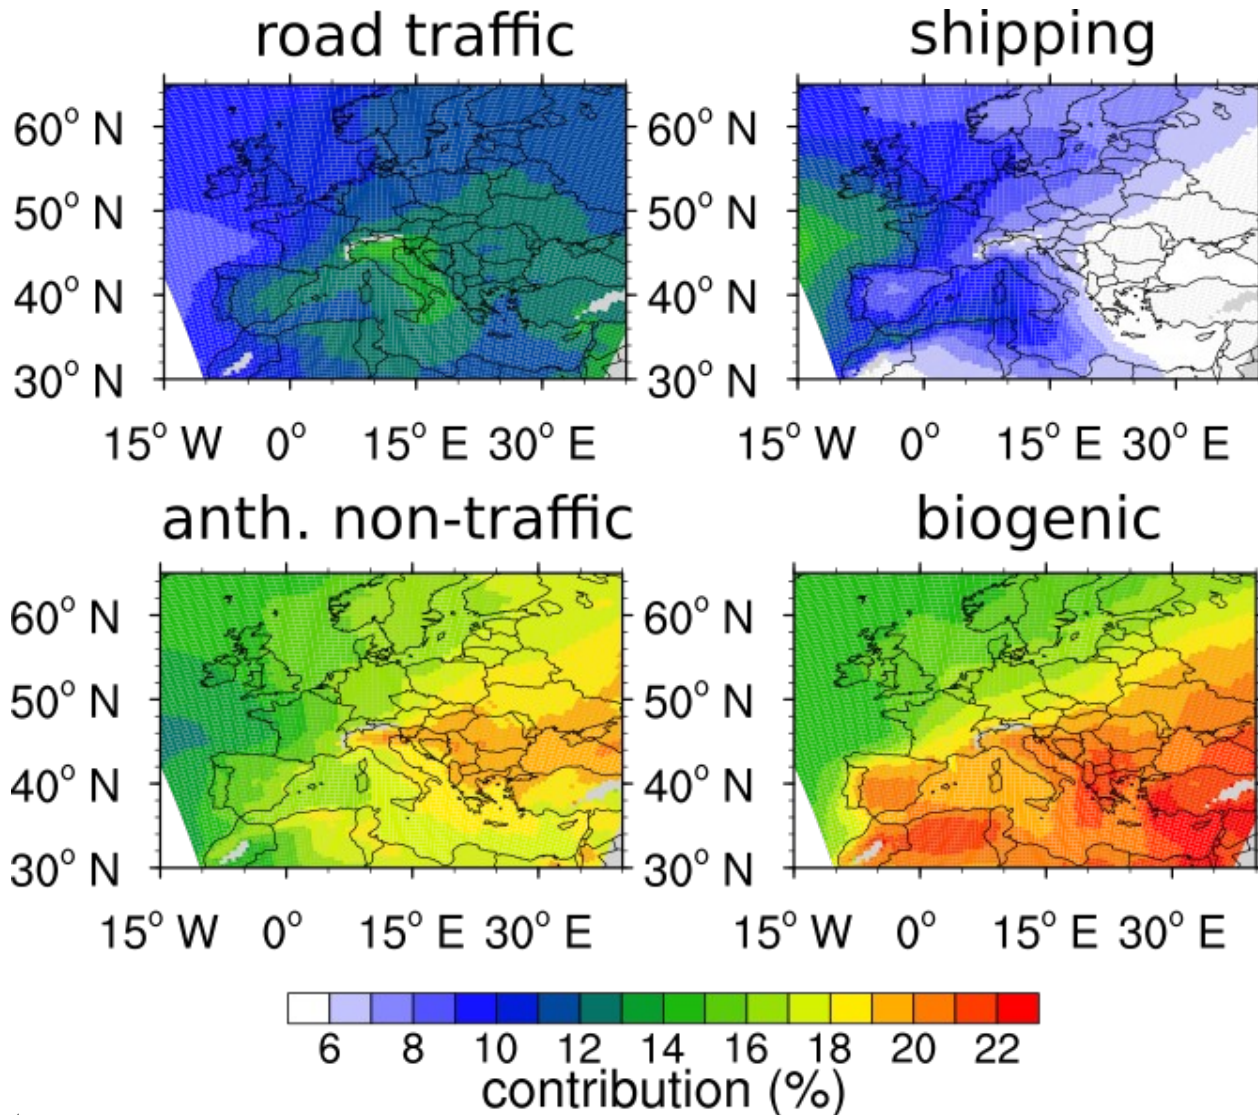 road traffic shipping
60° N 60° N
50° N 50° N
40° N 40° N
30° N 30° N
15° W 0° 15° E 30° E 15° W 0° 15° E 30° E
anth. non-traffic biogenic
60° N 60° N
50° N 50° N
40° N 40° N
30° N 30° N
15° W 0° 15° E 30° E 15° W 0° 15° E 30° E
6 8 10 12 14 16 18 20 22
contribution (%)